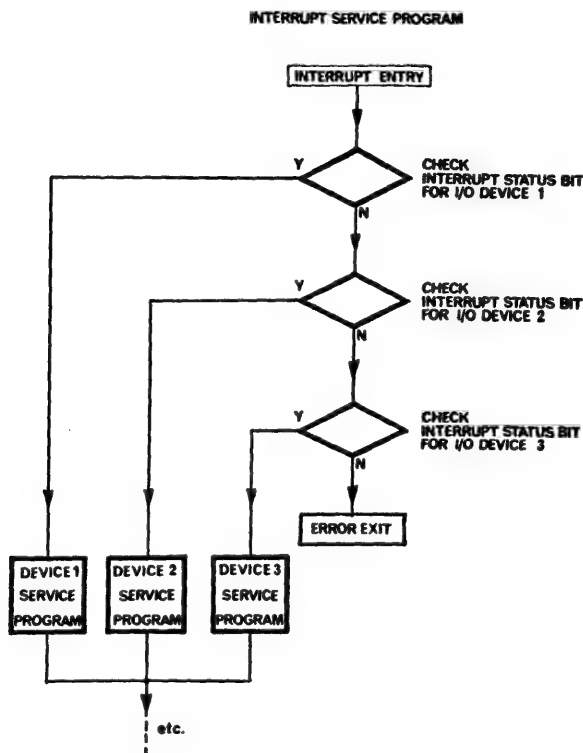 INTERRUPT SERVICE PROGRAM
INTERRUPT ENTRY
Y
CHECK
INTERRUPT STATUS BIT
FOR I/O DEVICE 1
N
Y
CHECK
INTERRUPT STATUS BIT
FOR I/O DEVICE 2
N
Y
CHECK
INTERRUPT STATUS BIT
FOR I/O DEVICE 3
N
ERROR EXIT
DEVICE 1
SERVICE
PROGRAM
DEVICE 2
SERVICE
PROGRAM
DEVICE 3
SERVICE
PROGRAM
etc.